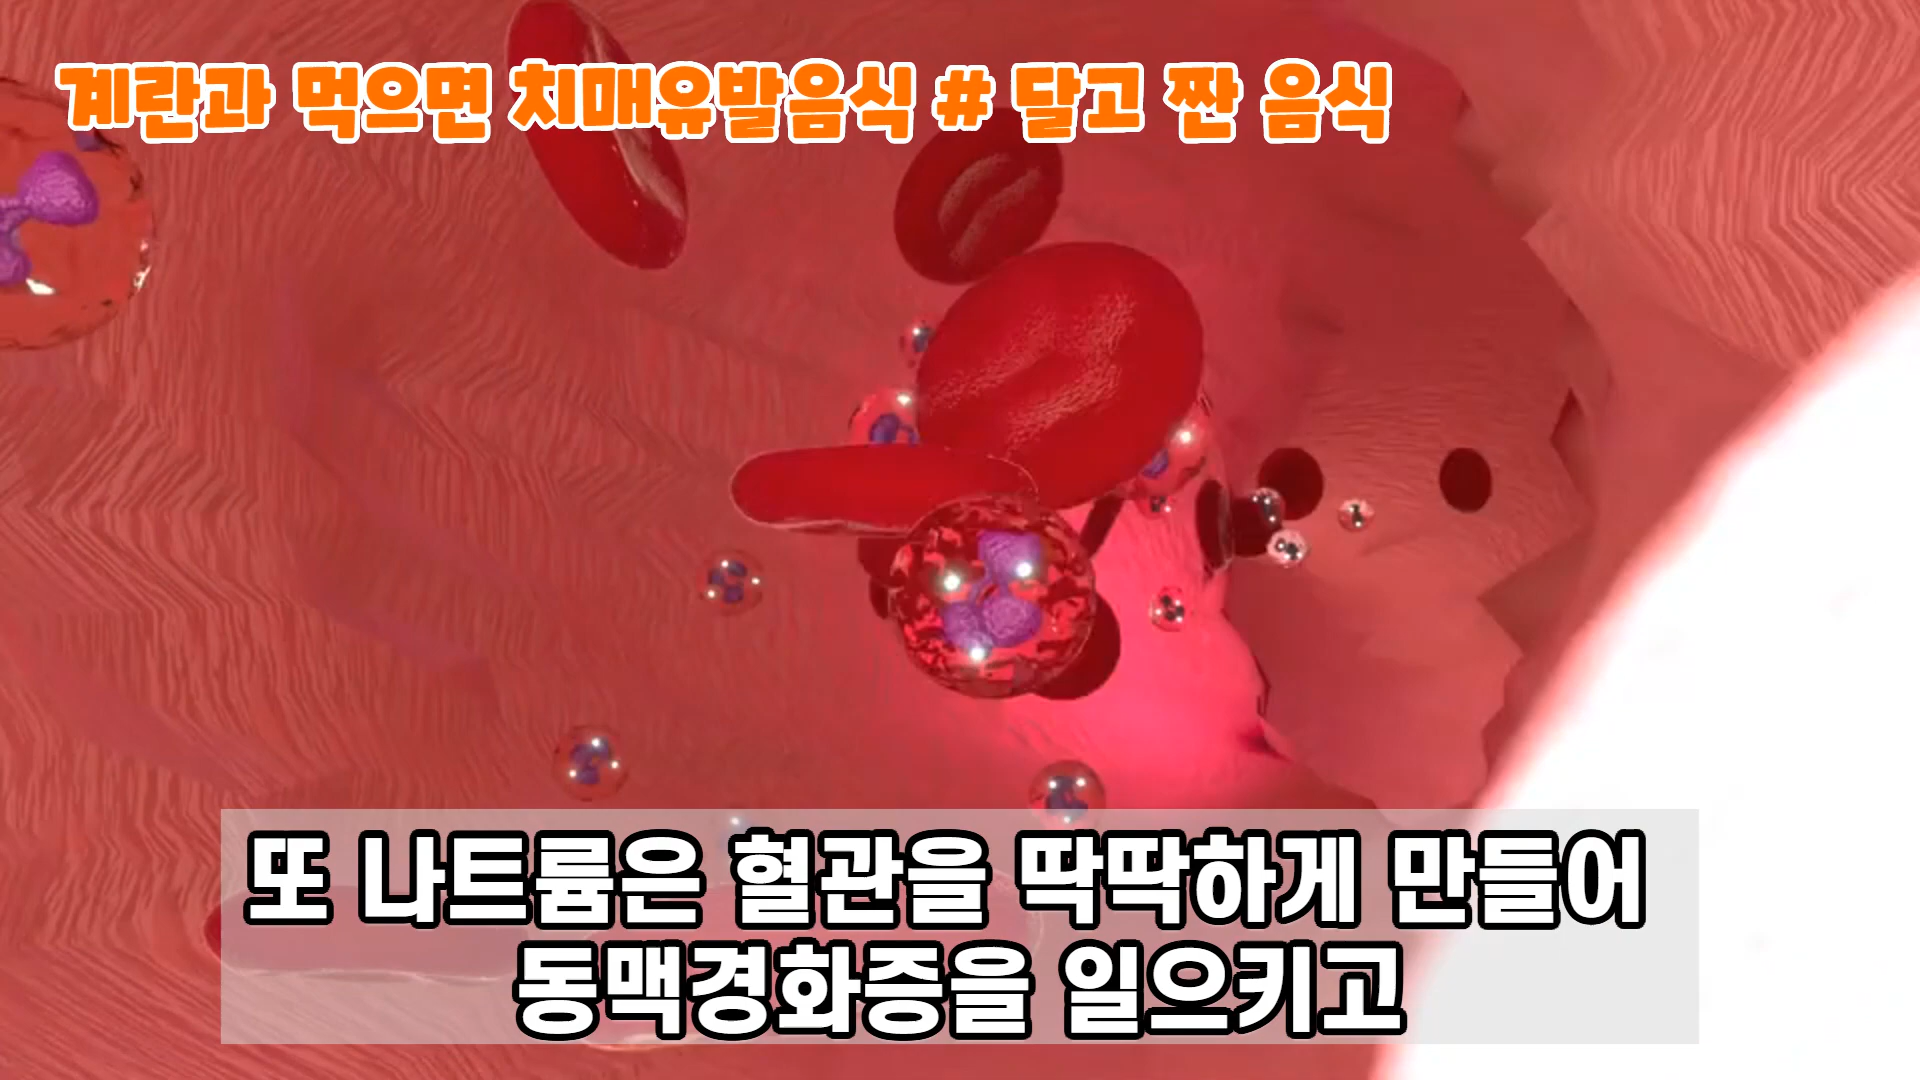 계란과 먹으면 치매유발음식 # 달고 짠 음식
또 나트륨은 혈관을 딱딱하게 만들어
동맥경화증을 일으키고